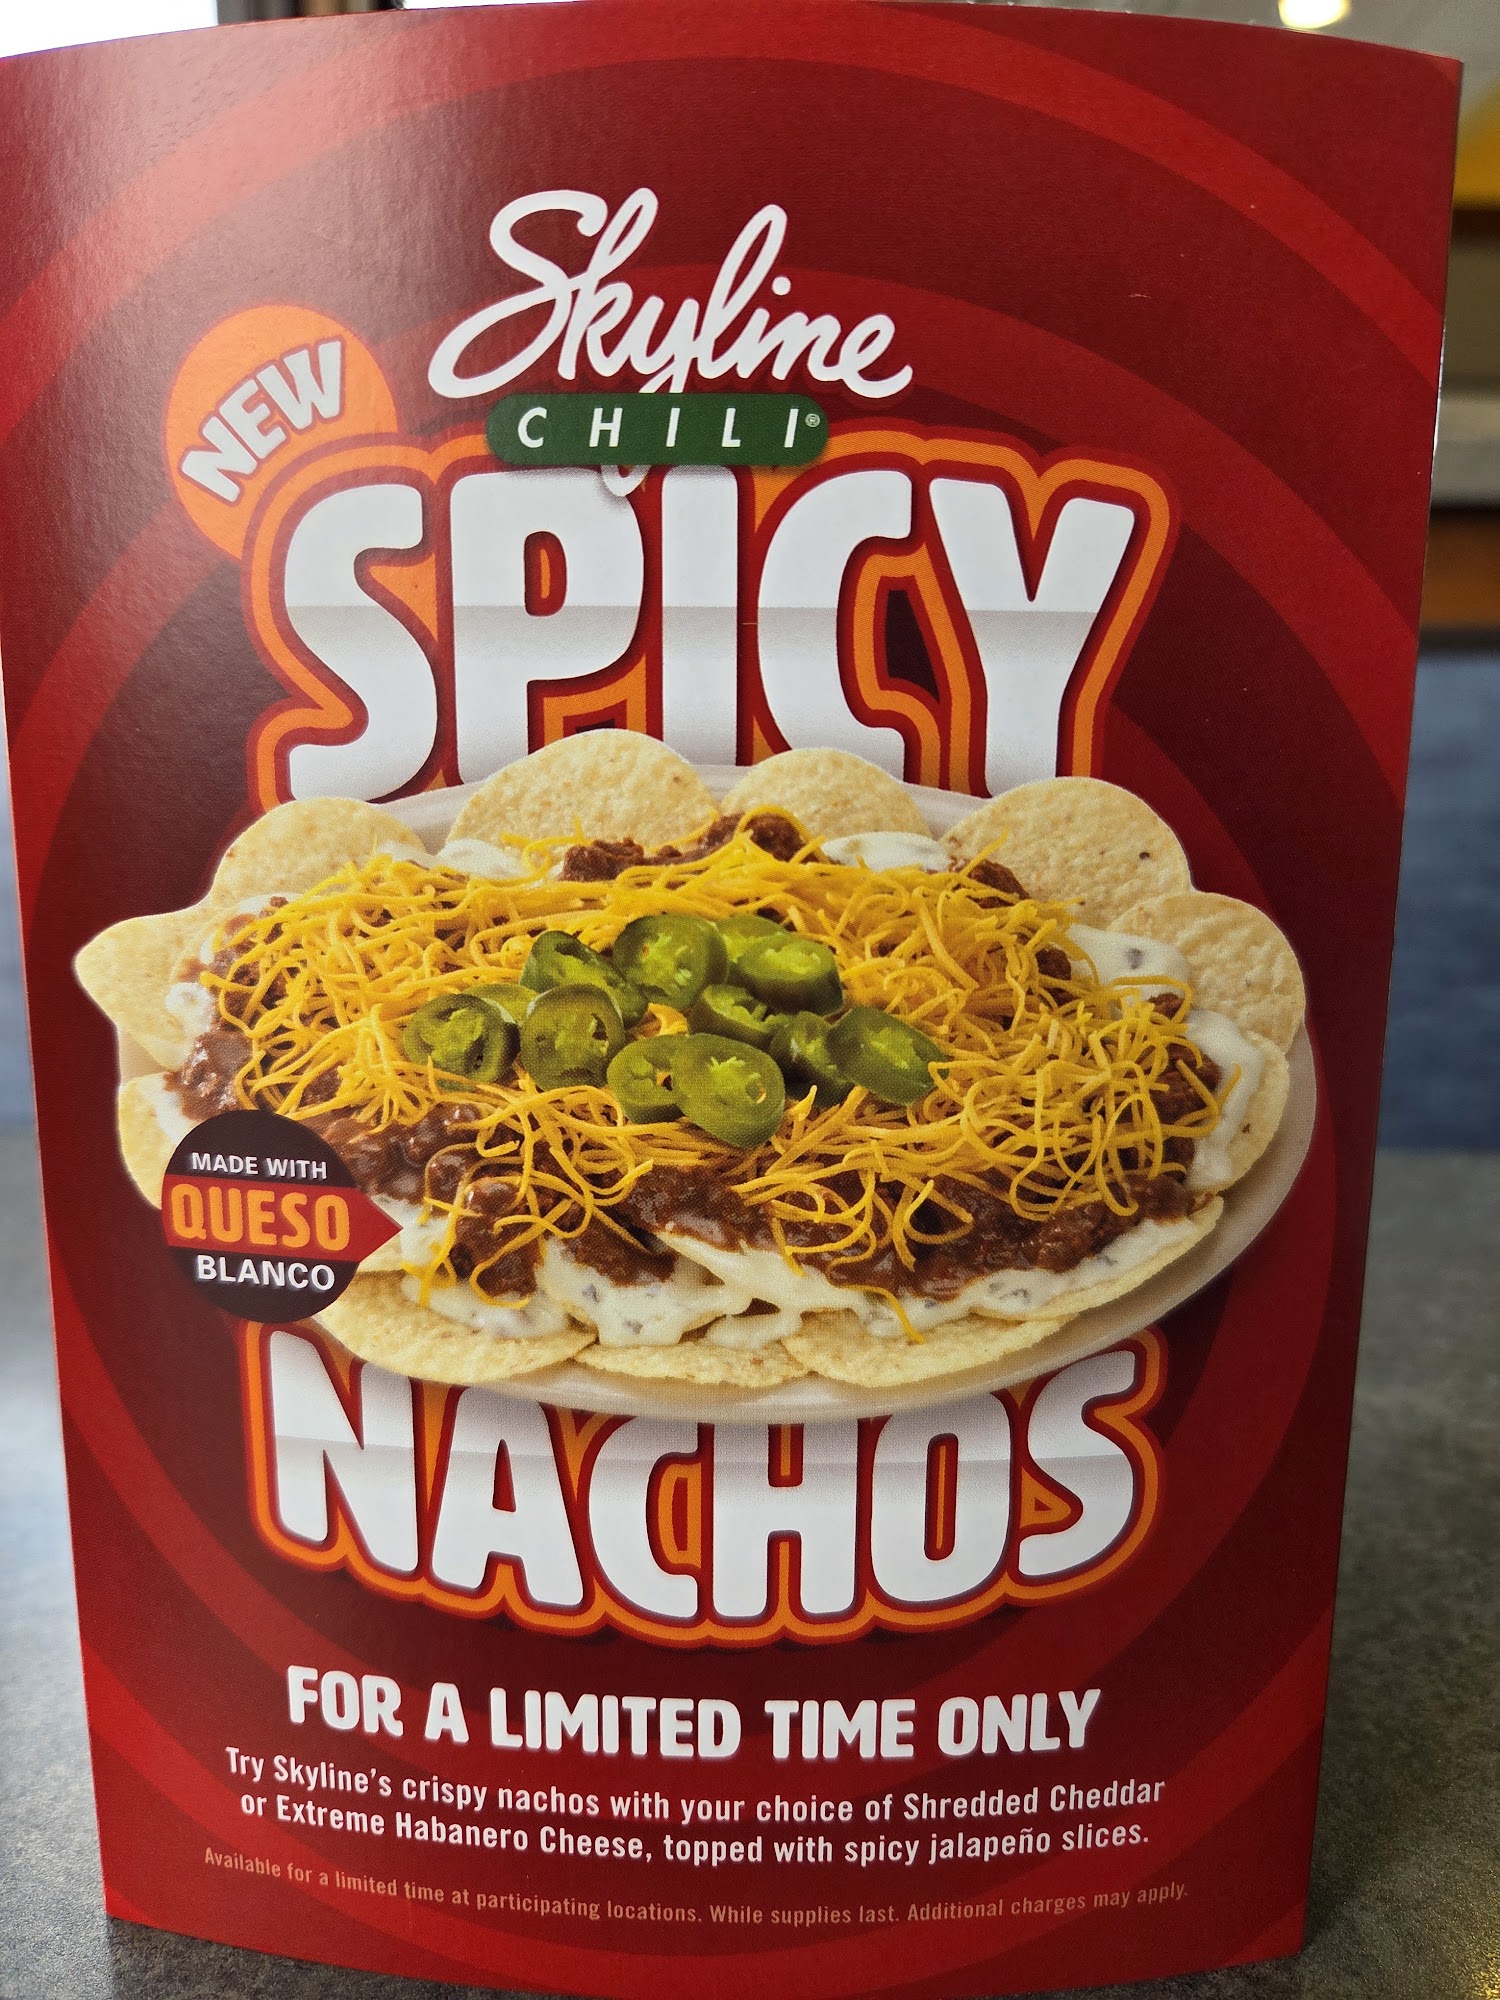 Skyline
CHILI®
NEW
SPICY
MADE WITH
QUESO
BLANCO
NACHOS
FOR A LIMITED TIME ONLY
Try Skyline's crispy nachos with your choice of Shredded Cheddar
or Extreme Habanero Cheese, topped with spicy jalapeño slices.
Available for a limited time at participating locations. While supplies last. Additional charges may apply.